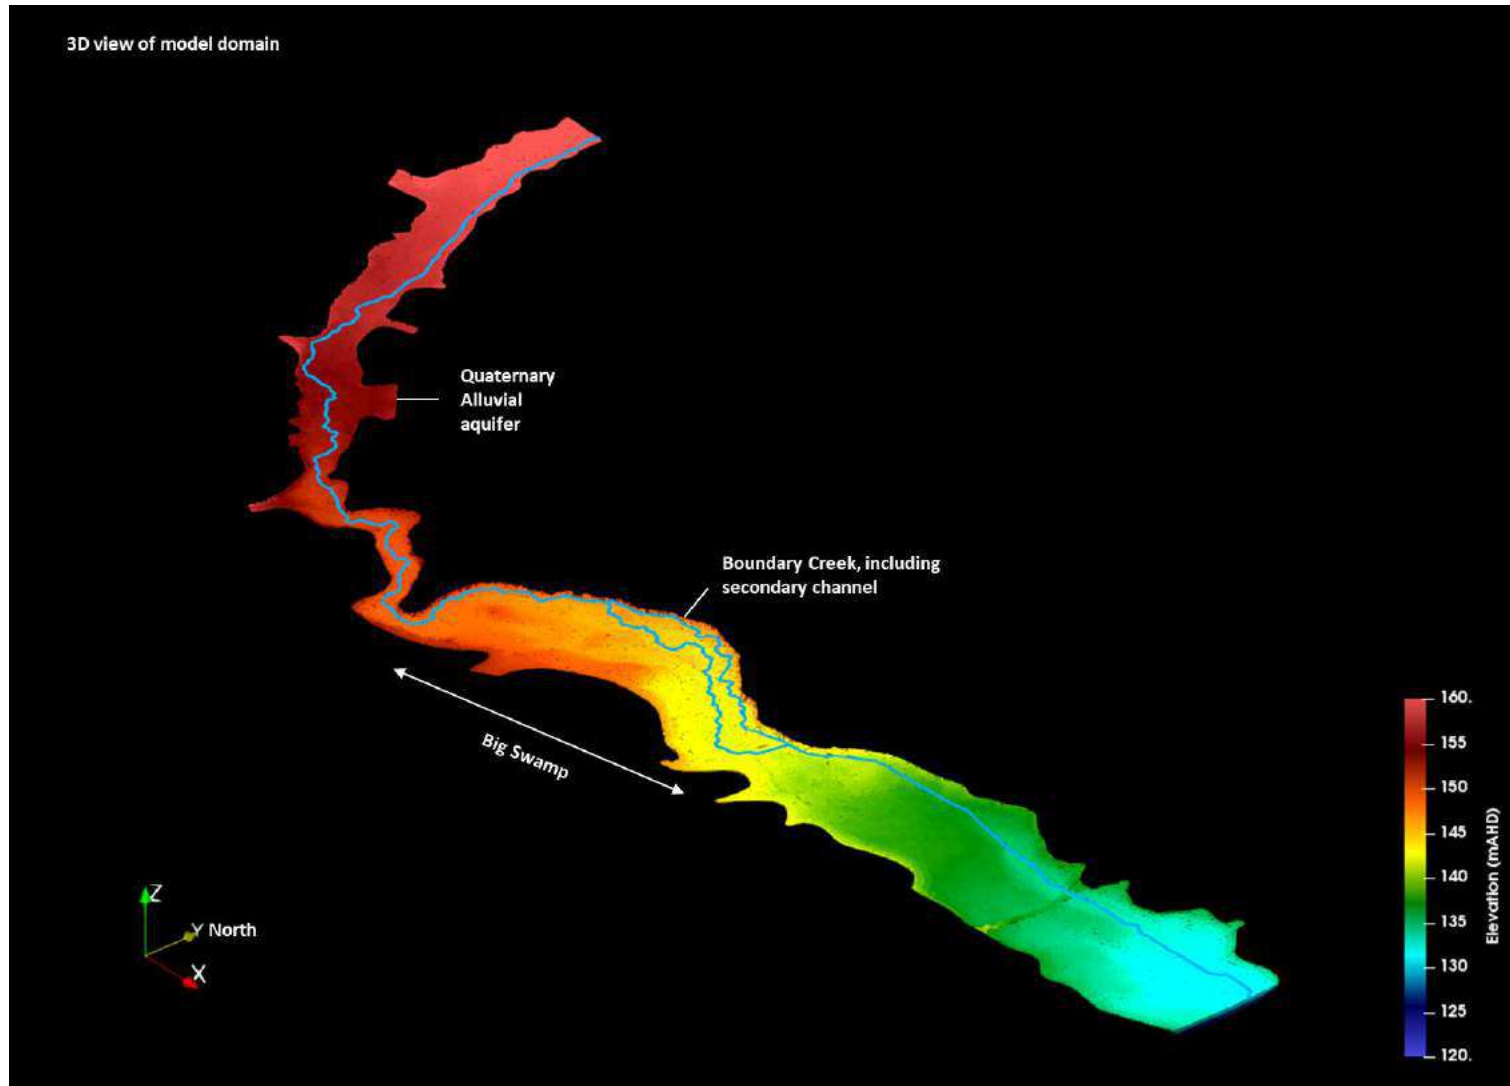 3D view of model domain
Quaternary
Alluvial
aquifer
Boundary Creek, including
secondary channel
Big Swamp
Z
Y North
X
160.
155
150
145
140
135
130
125
120.
Elevation (mAHD)